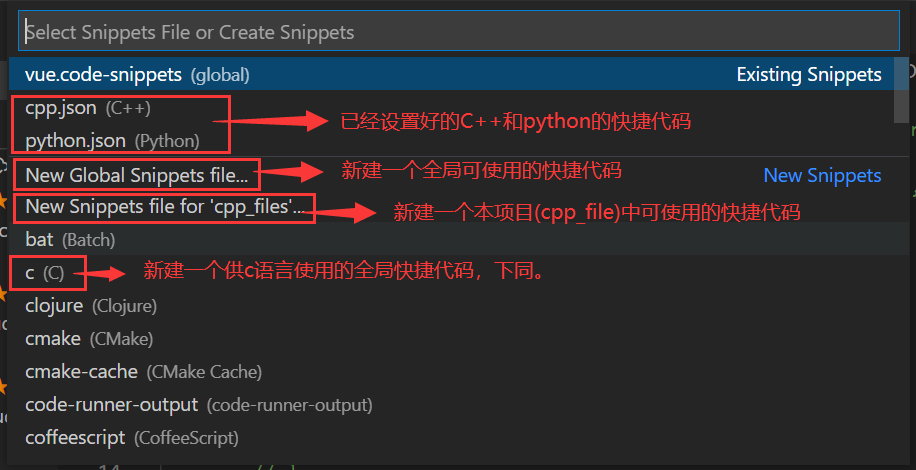 Select Snippets File or Create Snippets
vue.code-snippets (global) Existing Snippets
cpp.json (C++)
已经设置好的C++和python的快捷代码
python.json (Python)
New Global Snippets file... 新建一个全局可使用的快捷代码 New Snippets
New Snippets file for 'cpp_files'... 新建一个本项目(cpp_file)中可使用的快捷代码
bat (Batch)
c (C) 新建一个供c语言使用的全局快捷代码，下同。
clojure (Clojure)
cmake (CMake)
cmake-cache (CMake Cache)
code-runner-output (code-runner-output)
coffeescript (CoffeeScript)
14